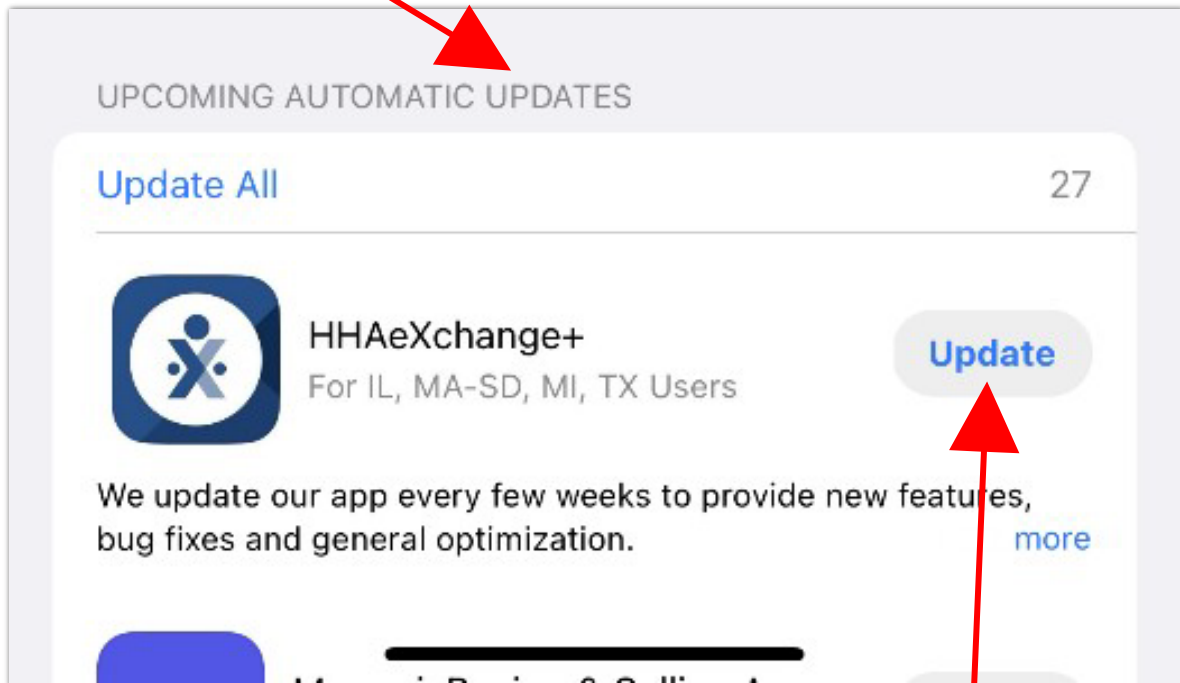 UPCOMING AUTOMATIC UPDATES
Update All 27
HHAeXchange+
For IL, MA-SD, MI, TX Users
Update
We update our app every few weeks to provide new features,
bug fixes and general optimization.
more